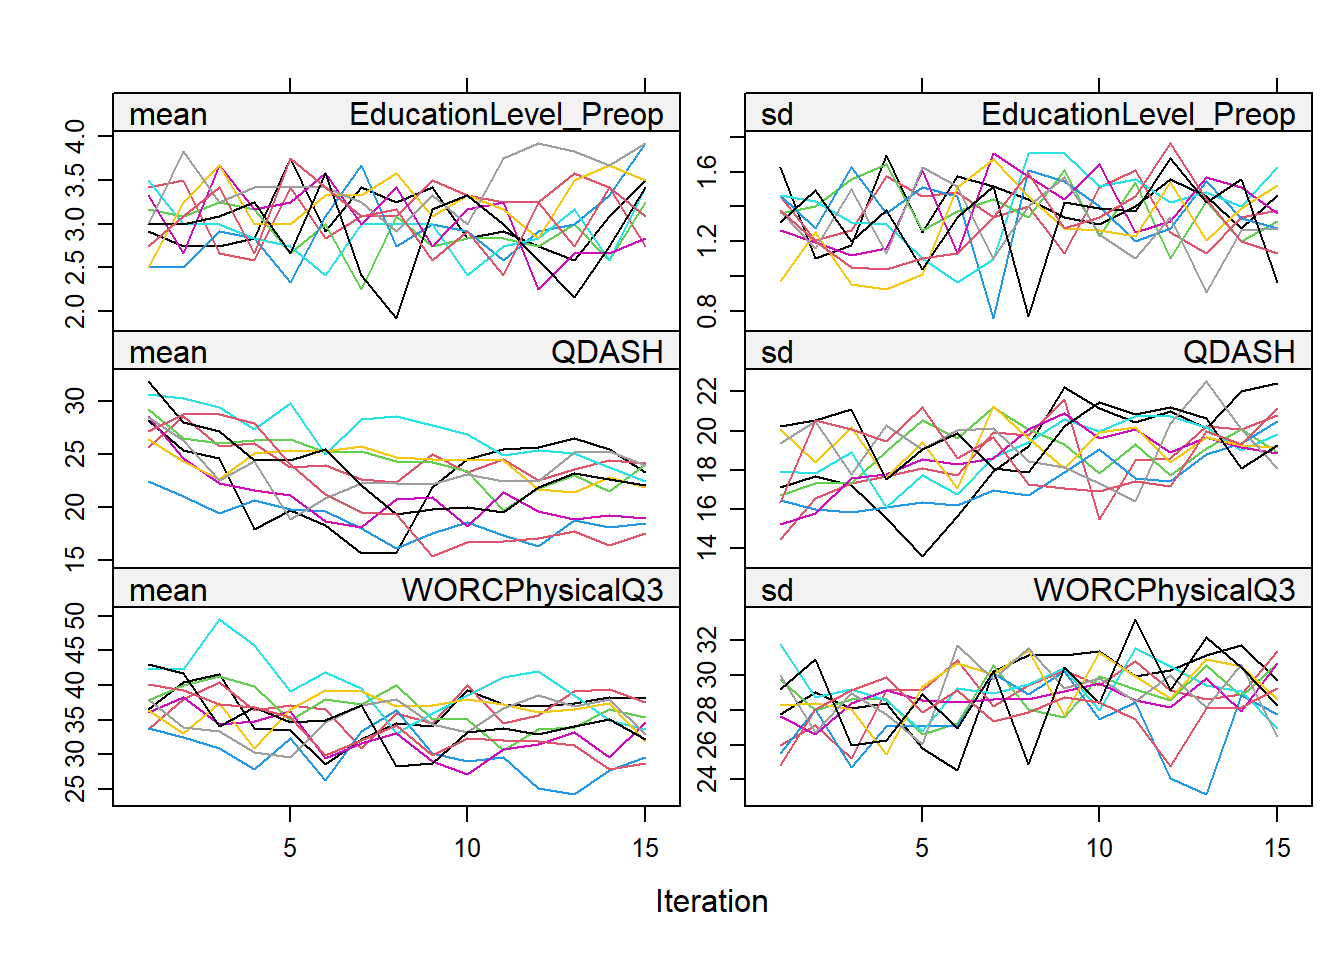 mean EducationLevel_Preop
sd EducationLevel_Preop
2.0 2.5 3.0 3.5 4.0
0.8 1.2 1.6
mean QDASH
sd QDASH
15 20 25 30
14 16 18 20 22
mean WORCPhysicalQ3
sd WORCPhysicalQ3
25 30 35 40 45 50
24 26 28 30 32
5 10 15
5 10 15
Iteration